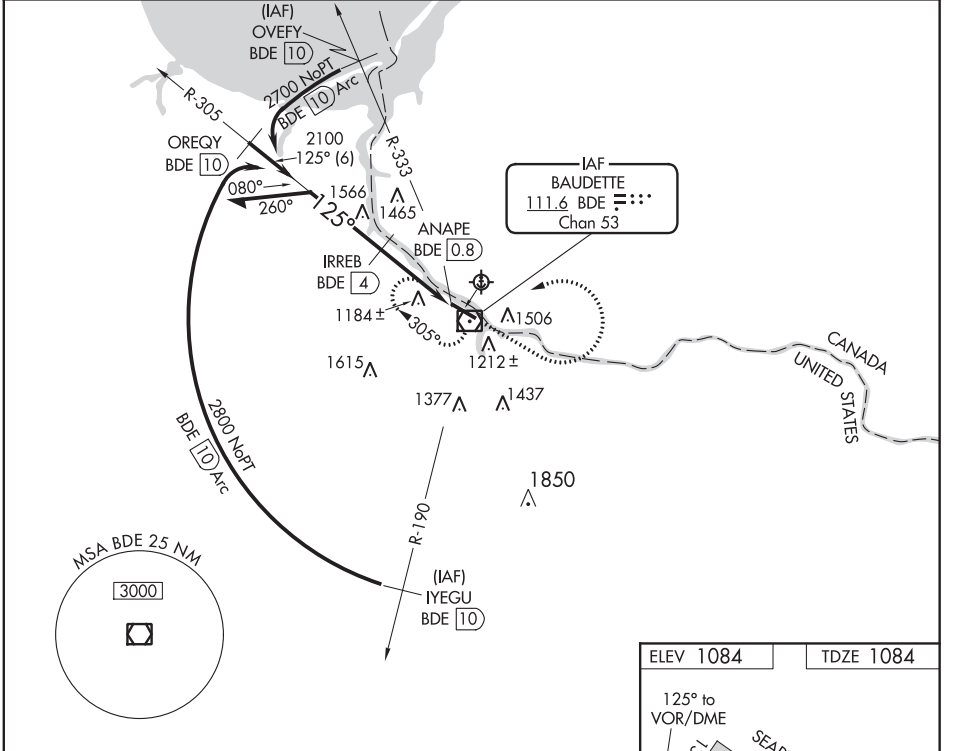 (IAF)
OVEFY
BDE 10
2700 NoPT
BDE 10 Arc
R-305
OREQY
BDE 10
2100
125° (6)
R-333
080°
260°
1566
1465
125°
IAF
BAUDETTE
111.6 BDE
Chan 53
ANAPE
BDE 0.8
IRREB
BDE 4
1184 ±
305°
1506
1212 ±
1615
CANADA
UNITED STATES
1377
1437
2800 NoPT
BDE 10 Arc
1850
R-190
MSA BDE 25 NM
3000
(IAF)
IYEGU
BDE 10
ELEV 1084
TDZE 1084
125° to
VOR/DME